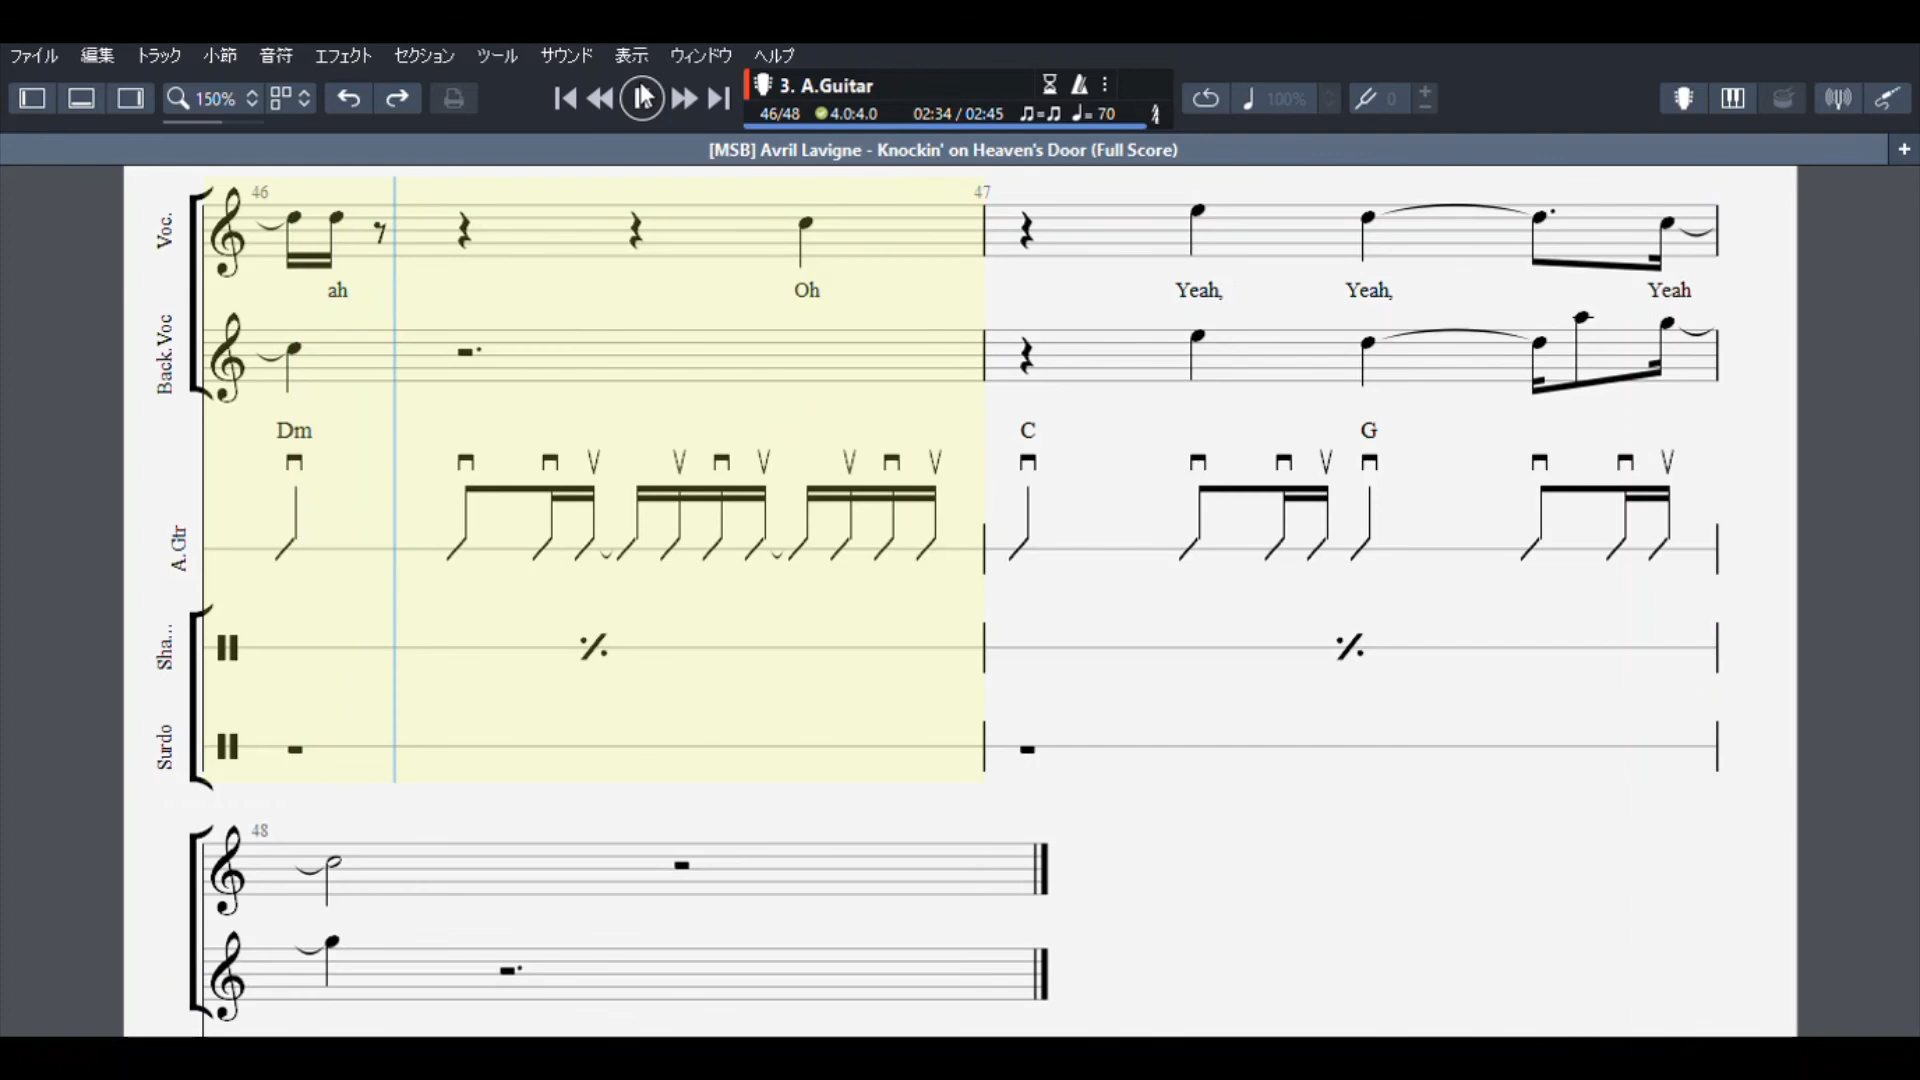 ファイル 編集 トラック 小節 音符 エフェクト セクション ツール サウンド 表示 ウィンドウ ヘルプ
150% 3. A.Guitar 100% 0
46/48 4.0:4.0 02:34 / 02:45 ♫=♫ ♩= 70
[MSB] Avril Lavigne - Knockin' on Heaven's Door (Full Score) +
46 47
Voc.
ah Oh Yeah, Yeah, Yeah
Back.Voc
Dm C G
A.Gtr
Sha...
Surdo
48